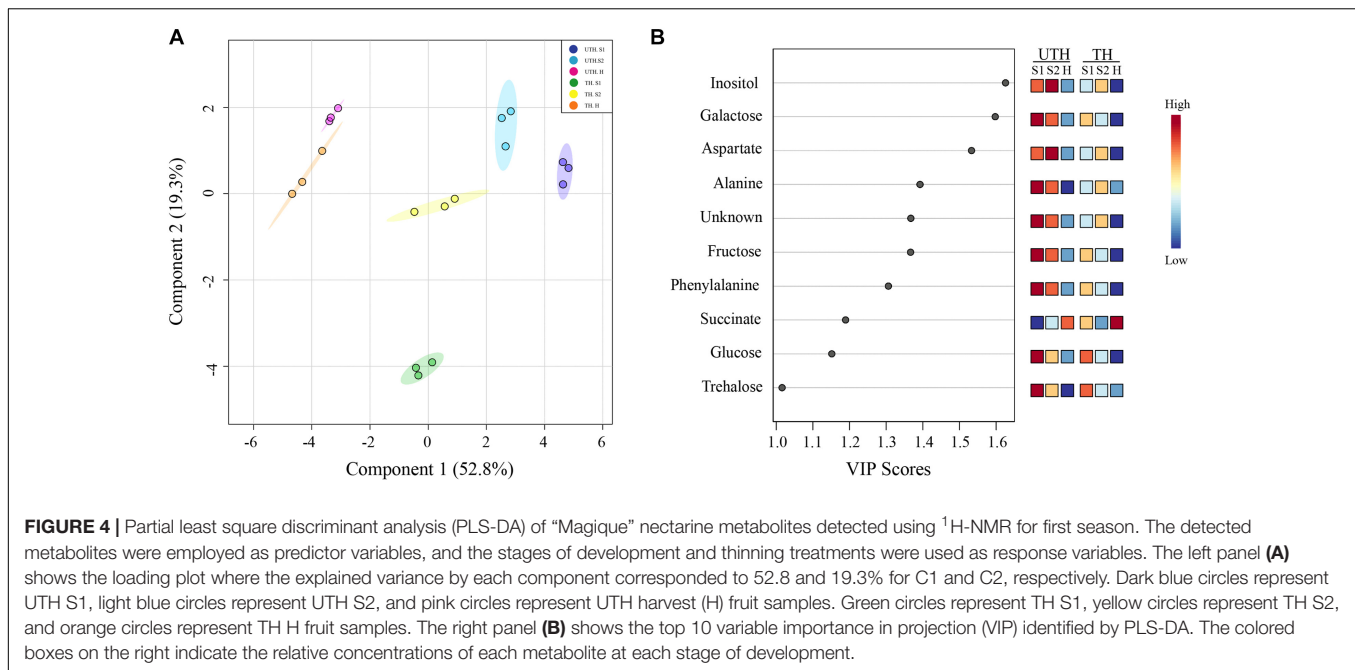 A
UTH. S1
UTH.S2
UTH. H
TH. S1
TH. S2
TH. H
2
0
-2
-4
Component 2 (19.3%)
-6 -4 -2 0 2 4 6
Component 1 (52.8%)
B
UTH TH
S1 S2 H S1 S2 H
Inositol
Galactose
Aspartate
Alanine
Unknown
Fructose
Phenylalanine
Succinate
Glucose
Trehalose
1.0 1.1 1.2 1.3 1.4 1.5 1.6
VIP Scores
High
Low
FIGURE 4 | Partial least square discriminant analysis (PLS-DA) of “Magique” nectarine metabolites detected using ¹H-NMR for first season. The detected
metabolites were employed as predictor variables, and the stages of development and thinning treatments were used as response variables. The left panel (A)
shows the loading plot where the explained variance by each component corresponded to 52.8 and 19.3% for C1 and C2, respectively. Dark blue circles represent
UTH S1, light blue circles represent UTH S2, and pink circles represent UTH harvest (H) fruit samples. Green circles represent TH S1, yellow circles represent TH S2,
and orange circles represent TH H fruit samples. The right panel (B) shows the top 10 variable importance in projection (VIP) identified by PLS-DA. The colored
boxes on the right indicate the relative concentrations of each metabolite at each stage of development.